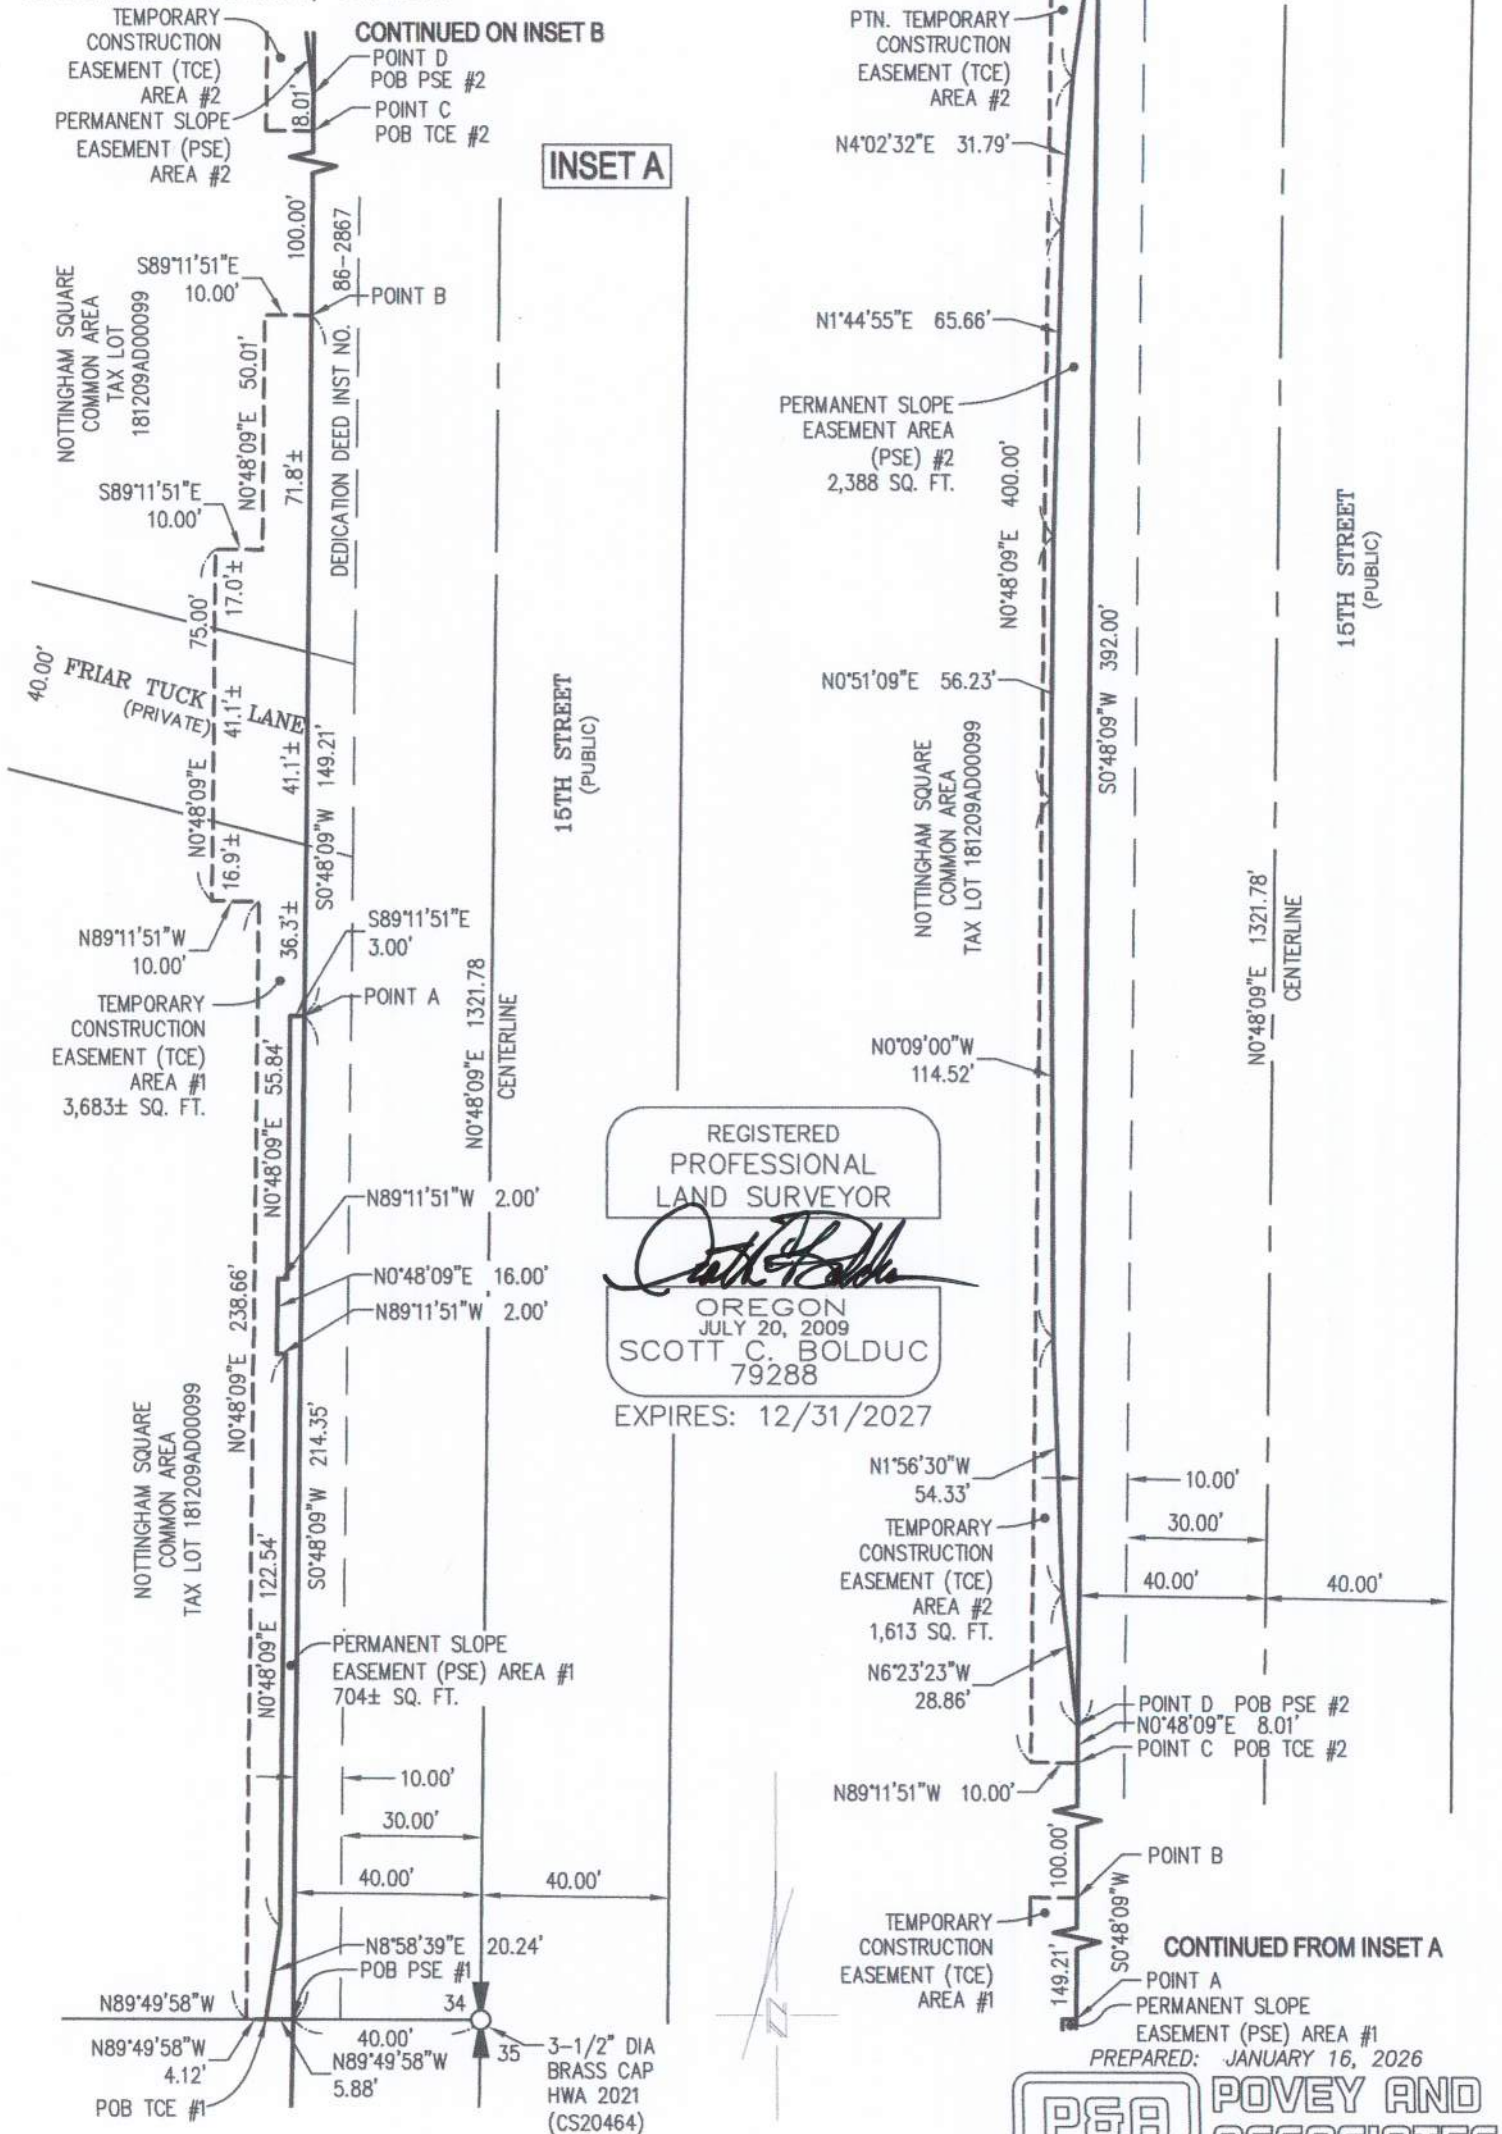 TEMPORARY
CONSTRUCTION
EASEMENT (TCE)
AREA #2
PERMANENT SLOPE
EASEMENT (PSE)
AREA #2
CONTINUED ON INSET B
POINT D
POB PSE #2
POINT C
POB TCE #2
8.01'
INSET A
100.00'
86-2867
S89°11'51"E
10.00'
POINT B
NOTTINGHAM SQUARE
COMMON AREA
TAX LOT
181209AD00099
N0°48'09"E 50.01'
71.8'±
DEDICATION DEED INST NO.
S89°11'51"E
10.00'
75.00'
17.0'±
40.00'
FRIAR TUCK LANE
(PRIVATE)
41.1'±
41.1'±
S0°48'09"W 149.21'
N0°48'09"E
16.9'±
36.3'±
15TH STREET
(PUBLIC)
N89°11'51"W
10.00'
S89°11'51"E
3.00'
POINT A
TEMPORARY
CONSTRUCTION
EASEMENT (TCE)
AREA #1
3,683± SQ. FT.
N0°48'09"E 55.84'
N0°48'09"E 1321.78
CENTERLINE
N89°11'51"W 2.00'
N0°48'09"E 16.00'
N89°11'51"W 2.00'
N0°48'09"E 238.66'
NOTTINGHAM SQUARE
COMMON AREA
TAX LOT 181209AD00099
N0°48'09"E 122.54'
S0°48'09"W 214.35'
PERMANENT SLOPE
EASEMENT (PSE) AREA #1
704± SQ. FT.
10.00'
30.00'
40.00'
40.00'
N8°58'39"E 20.24'
POB PSE #1
N89°49'58"W
34
40.00'
35
N89°49'58"W
4.12'
N89°49'58"W
5.88'
POB TCE #1
3-1/2" DIA
BRASS CAP
HWA 2021
(CS20464)
REGISTERED
PROFESSIONAL
LAND SURVEYOR
OREGON
JULY 20, 2009
SCOTT C. BOLDUC
79288
EXPIRES: 12/31/2027
N
PTN. TEMPORARY
CONSTRUCTION
EASEMENT (TCE)
AREA #2
N4°02'32"E 31.79'
N1°44'55"E 65.66'
PERMANENT SLOPE
EASEMENT AREA
(PSE) #2
2,388 SQ. FT.
N0°48'09"E 400.00'
15TH STREET
(PUBLIC)
N0°51'09"E 56.23'
S0°48'09"W 392.00'
NOTTINGHAM SQUARE
COMMON AREA
TAX LOT 181209AD00099
N0°48'09"E 1321.78'
CENTERLINE
N0°09'00"W
114.52'
N1°56'30"W
54.33'
10.00'
30.00'
40.00'
40.00'
TEMPORARY
CONSTRUCTION
EASEMENT (TCE)
AREA #2
1,613 SQ. FT.
N6°23'23"W
28.86'
POINT D POB PSE #2
N0°48'09"E 8.01'
POINT C POB TCE #2
N89°11'51"W 10.00'
100.00'
POINT B
S0°48'09"W
TEMPORARY
CONSTRUCTION
EASEMENT (TCE)
AREA #1
149.21'
CONTINUED FROM INSET A
POINT A
PERMANENT SLOPE
EASEMENT (PSE) AREA #1
PREPARED: JANUARY 16, 2026
P&A
POVEY AND
ASSOCIATES